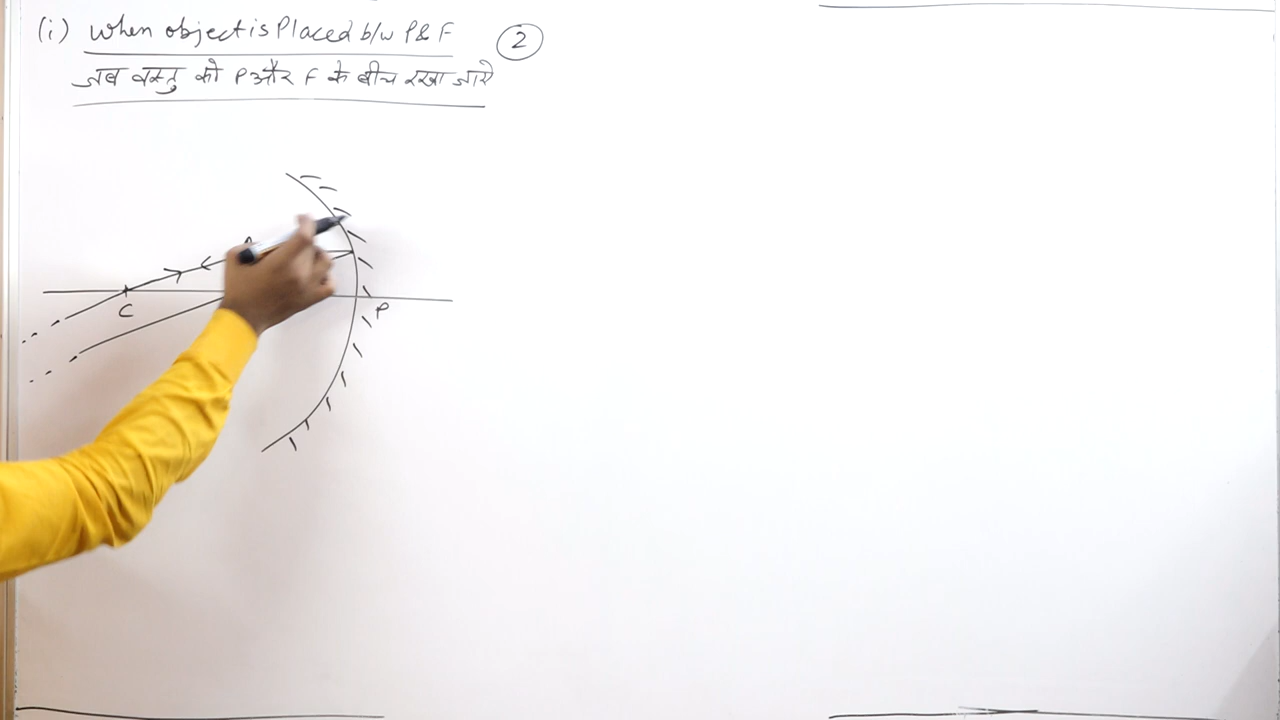 (i) When object is Placed b/w P & F
2
जब वस्तु को P और F के बीच रखा जाये
C
P